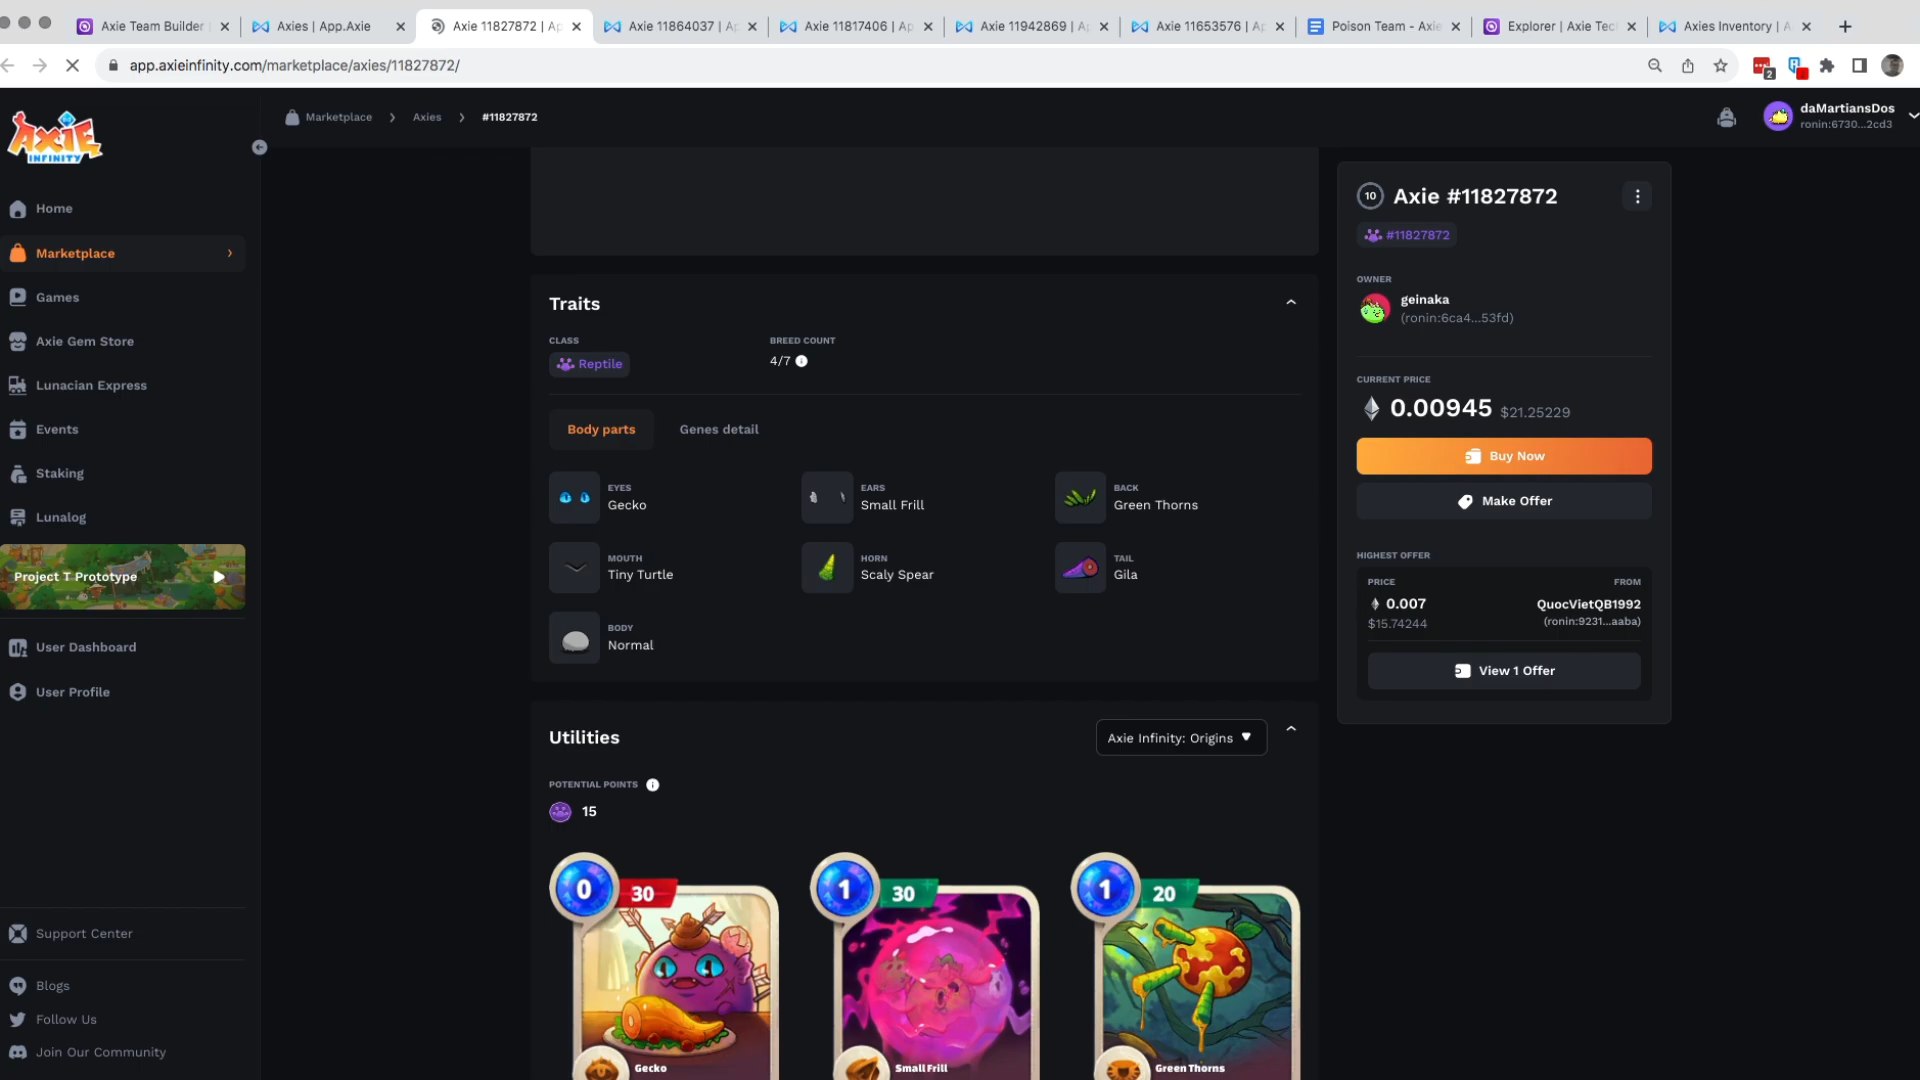 Axie Team Builder
Axies | App.Axie
Axie 11827872 | Ap
Axie 11864037 | Ap
Axie 11817406 | Ap
Axie 11942869 | Ap
Axie 11653576 | Ap
Poison Team - Axie
Explorer | Axie Tec
Axies Inventory | A
app.axieinfinity.com/marketplace/axies/11827872/
2
AXIE
INFINITY
Marketplace
Axies
#11827872
daMartiansDos
ronin:6730...2cd3
Home
Marketplace
Games
Axie Gem Store
Lunacian Express
Events
Staking
Lunalog
Project T Prototype
User Dashboard
User Profile
Support Center
Blogs
Follow Us
Join Our Community
Traits
CLASS
Reptile
BREED COUNT
4/7
Body parts
Genes detail
EYES
Gecko
EARS
Small Frill
BACK
Green Thorns
MOUTH
Tiny Turtle
HORN
Scaly Spear
TAIL
Gila
BODY
Normal
Utilities
Axie Infinity: Origins
POTENTIAL POINTS
15
0
30
Gecko
1
30
Small Frill
1
20
Green Thorns
10
Axie #11827872
#11827872
OWNER
geinaka
(ronin:6ca4...53fd)
CURRENT PRICE
0.00945 $21.25229
Buy Now
Make Offer
HIGHEST OFFER
PRICE
FROM
0.007
QuocVietQB1992
$15.74244
(ronin:9231...aaba)
View 1 Offer